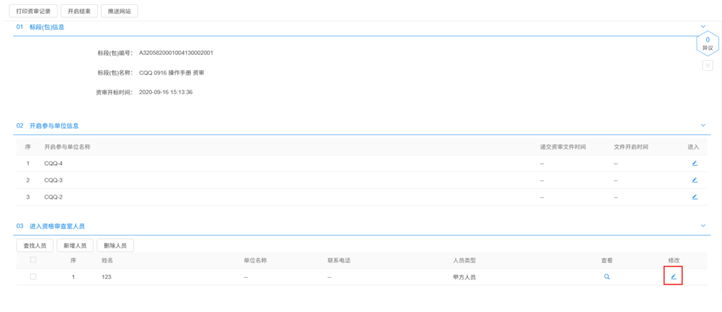 打印资审记录 开启结束 推送网站
01 标段(包)信息
0
异议
标段(包)编号： A3205820001004130002001
标段(包)名称： CQQ 0916 操作手册 资审
资审开标时间： 2020-09-16 15:13:36
02 开启参与单位信息
序 开启参与单位名称 递交资审文件时间 文件开启时间 进入
1 CQQ-4 -- --
2 CQQ-3 -- --
3 CQQ-2 -- --
03 进入资格审查室人员
查找人员 新增人员 删除人员
序 姓名 单位名称 联系电话 人员类型 查看 修改
1 123 -- -- 甲方人员